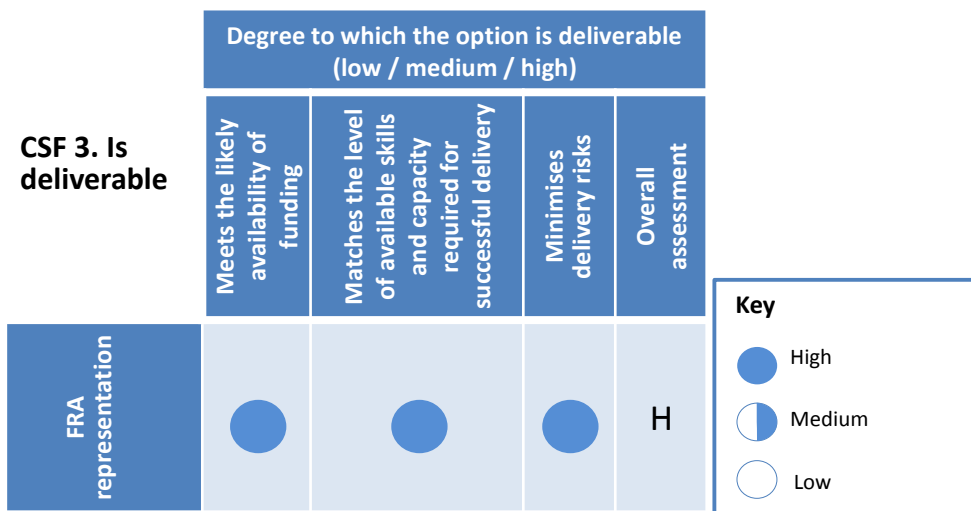 Degree to which the option is deliverable
(low / medium / high)
CSF 3. Is
deliverable
Meets the likely
availability of
funding
Matches the level
of available skills
and capacity
required for
successful delivery
Minimises
delivery risks
Overall
assessment
FRA
representation
H
Key
High
Medium
Low